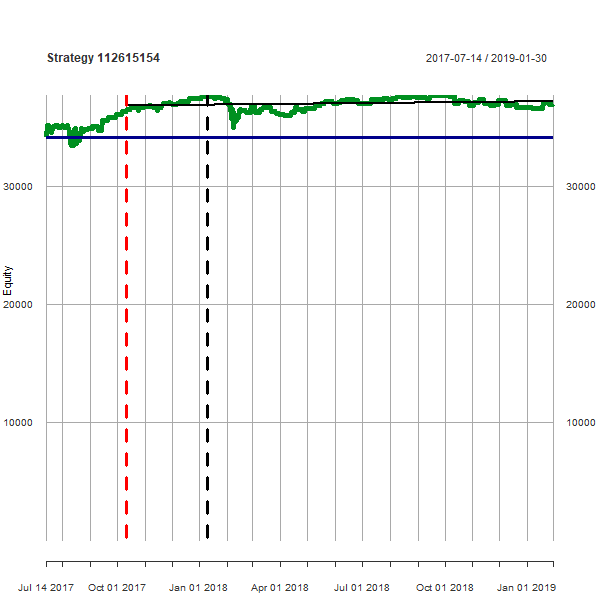 Strategy 112615154
2017-07-14 / 2019-01-30
30000
30000
Equity
20000
20000
10000
10000
Jul 14 2017
Oct 01 2017
Jan 01 2018
Apr 01 2018
Jul 01 2018
Oct 01 2018
Jan 01 2019